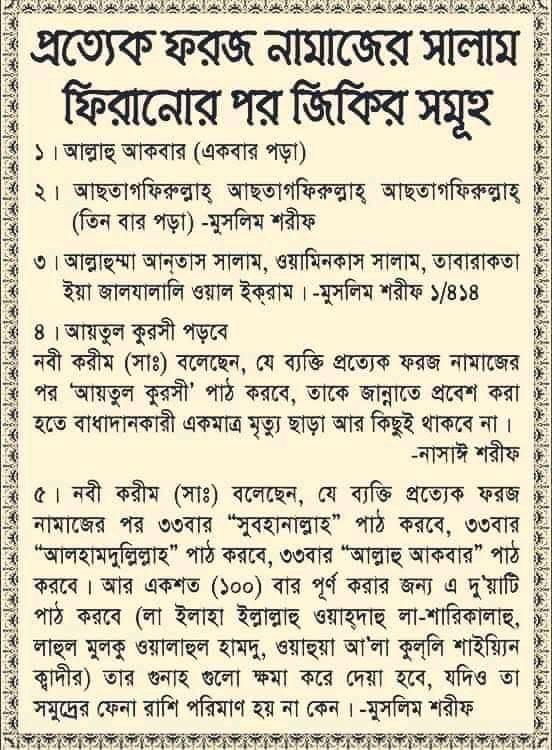 প্রত্যেক ফরজ নামাজের সালাম
ফিরানোর পর জিকির সমূহ
১। আল্লাহু আকবার (একবার পড়া)
২। আছতাগফিরুল্লাহ্ আছতাগফিরুল্লাহ্ আছতাগফিরুল্লাহ্
(তিন বার পড়া) -মুসলিম শরীফ
৩। আল্লাহুম্মা আন্‌তাস সালাম, ওয়ামিনকাস সালাম, তাবারাকতা
ইয়া জালযালালি ওয়াল ইক্‌রাম। -মুসলিম শরীফ ১/৪১৪
৪। আয়তুল কুরসী পড়বে
নবী করীম (সাঃ) বলেছেন, যে ব্যক্তি প্রত্যেক ফরজ নামাজের
পর ‘আয়তুল কুরসী’ পাঠ করবে, তাকে জান্নাতে প্রবেশ করা
হতে বাধাদানকারী একমাত্র মৃত্যু ছাড়া আর কিছুই থাকবে না।
-নাসাঈ শরীফ
৫। নবী করীম (সাঃ) বলেছেন, যে ব্যক্তি প্রত্যেক ফরজ
নামাজের পর ৩৩বার “সুবহানাল্লাহ” পাঠ করবে, ৩৩বার
“আলহামদুলিল্লাহ” পাঠ করবে, ৩৩বার “আল্লাহু আকবার” পাঠ
করবে। আর একশত (১০০) বার পূর্ণ করার জন্য এ দু’য়াটি
পাঠ করবে (লা ইলাহা ইল্লাল্লাহু ওয়াহ্‌দাহু লা-শারিকালাহু,
লাহুল মুলকু ওয়ালাহুল হামদু, ওয়াহুয়া আ’লা কুল্‌লি শাইয়্যিন
ক্বাদীর) তার গুনাহ গুলো ক্ষমা করে দেয়া হবে, যদিও তা
সমুদ্রের ফেনা রাশি পরিমাণ হয় না কেন। -মুসলিম শরীফ